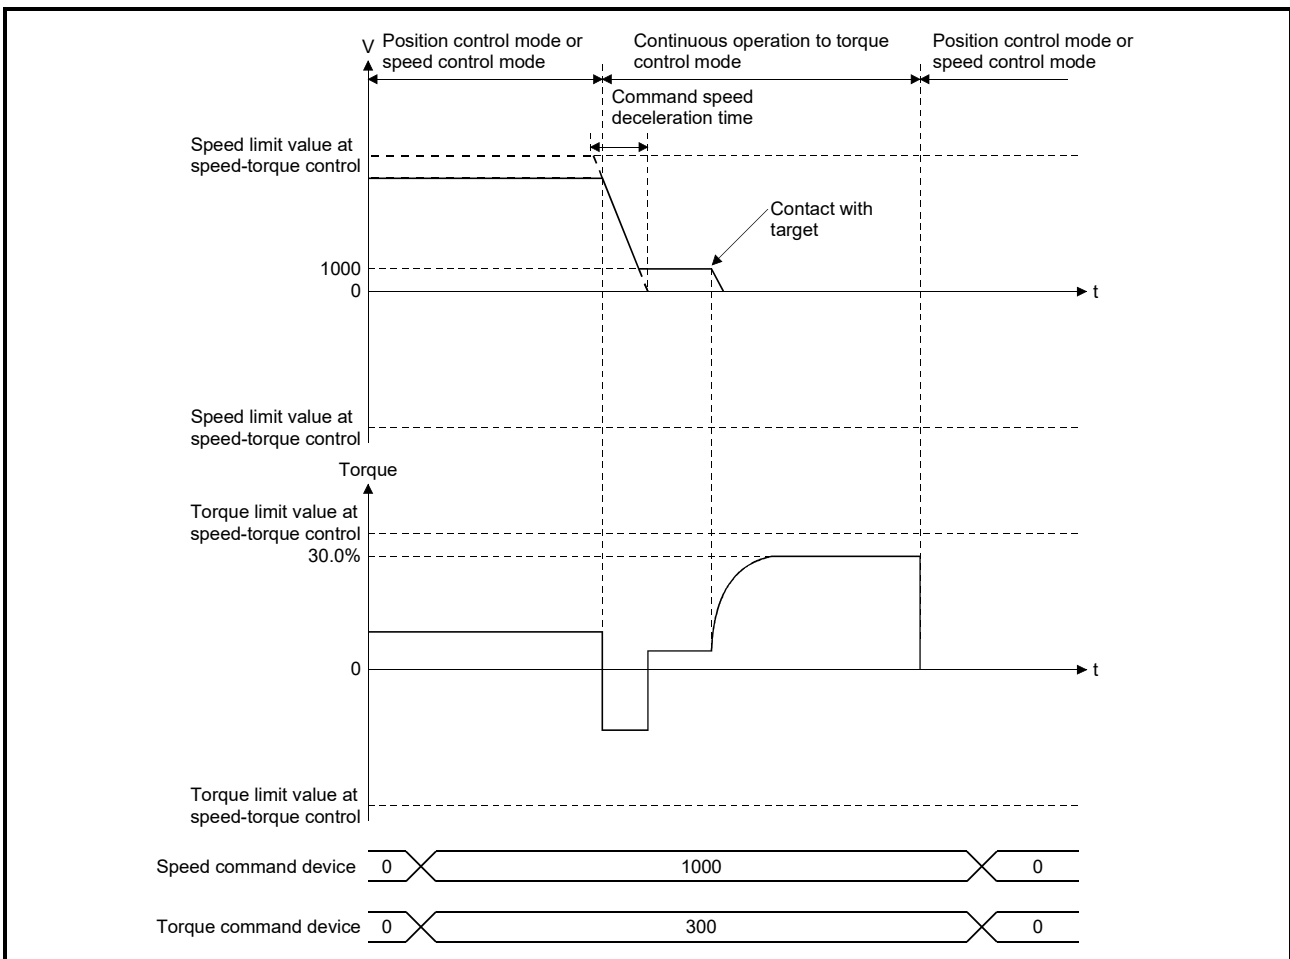 V
Position control mode or
speed control mode
Continuous operation to torque
control mode
Position control mode or
speed control mode
Command speed
deceleration time
Speed limit value at
speed-torque control
Contact with
target
1000
0
t
Speed limit value at
speed-torque control
Torque
Torque limit value at
speed-torque control
30.0%
0
t
Torque limit value at
speed-torque control
Speed command device 0 1000 0
Torque command device 0 300 0